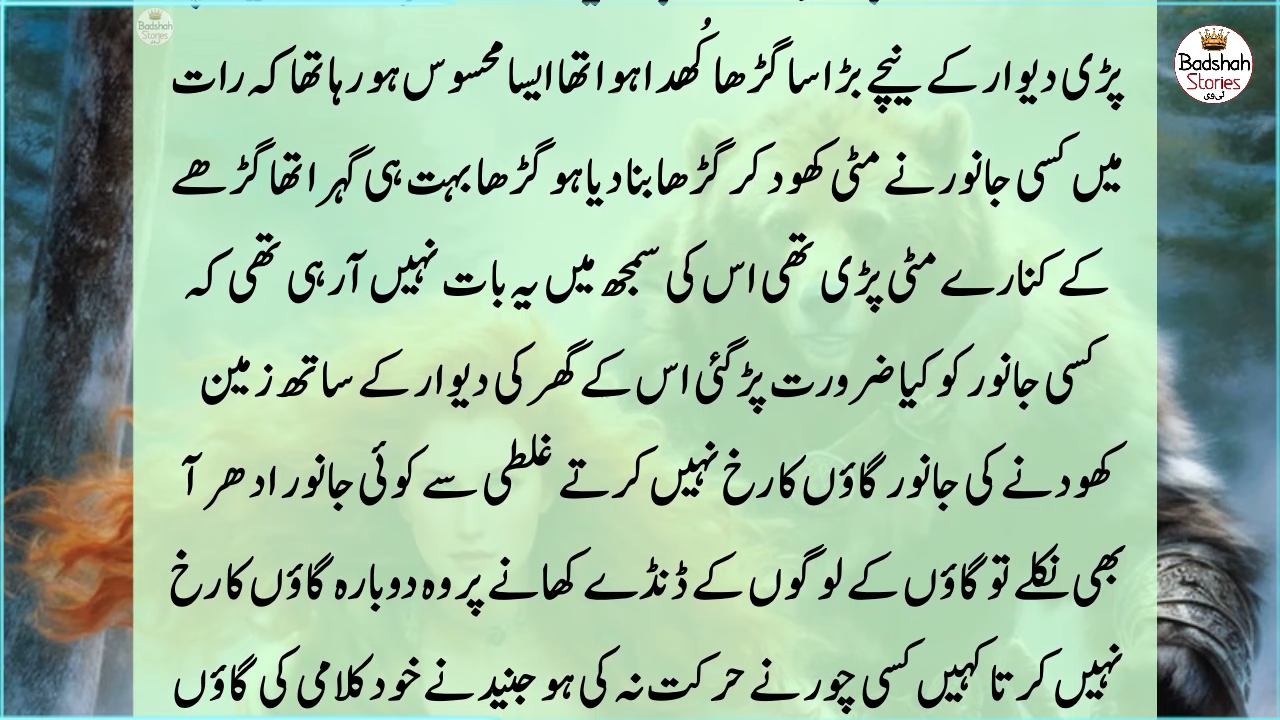 Badshah
Stories
ٹی وی
Badshah
Stories
پڑی دیوار کے نیچے بڑا سا گڑھا کُھدا ہوا تھا ایسا محسوس ہو رہا تھا کہ رات
میں کسی جانور نے مٹی کھود کر گڑھا بنا دیا ہو گڑھا بہت ہی گہرا تھا گڑھے
کے کنارے مٹی پڑی تھی اس کی سمجھ میں یہ بات نہیں آ رہی تھی کہ
کسی جانور کو کیا ضرورت پڑ گئی اس کے گھر کی دیوار کے ساتھ زمین
کھودنے کی جانور گاؤں کا رخ نہیں کرتے غلطی سے کوئی جانور ادھر آ
بھی نکلے تو گاؤں کے لوگوں کے ڈنڈے کھانے پر وہ دوبارہ گاؤں کا رخ
نہیں کرتا کہیں کسی چور نے حرکت نہ کی ہو جنید نے خود کلامی کی گاؤں